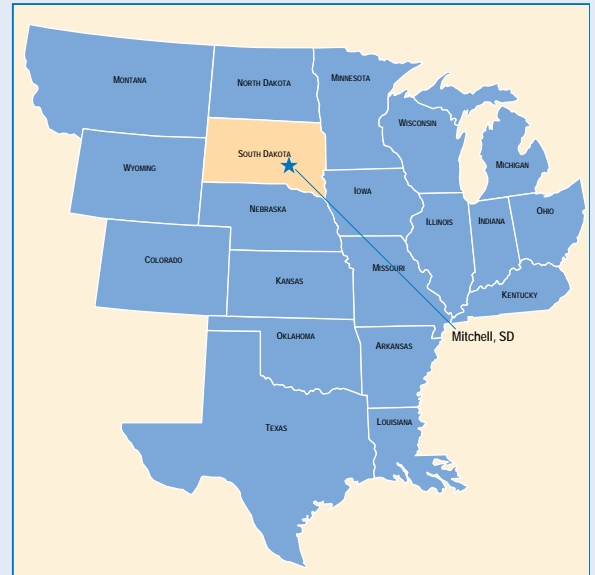 MONTANA
NORTH DAKOTA
MINNESOTA
WISCONSIN
SOUTH DAKOTA
MICHIGAN
WYOMING
IOWA
NEBRASKA
ILLINOIS
INDIANA
OHIO
COLORADO
MISSOURI
KANSAS
KENTUCKY
OKLAHOMA
Mitchell, SD
ARKANSAS
LOUISIANA
TEXAS